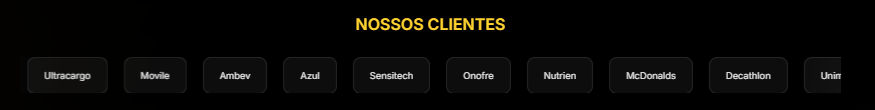 NOSSOS CLIENTES
Ultracargo Movile Ambev Azul Sensitech Onofre Nutrien McDonalds Decathlon